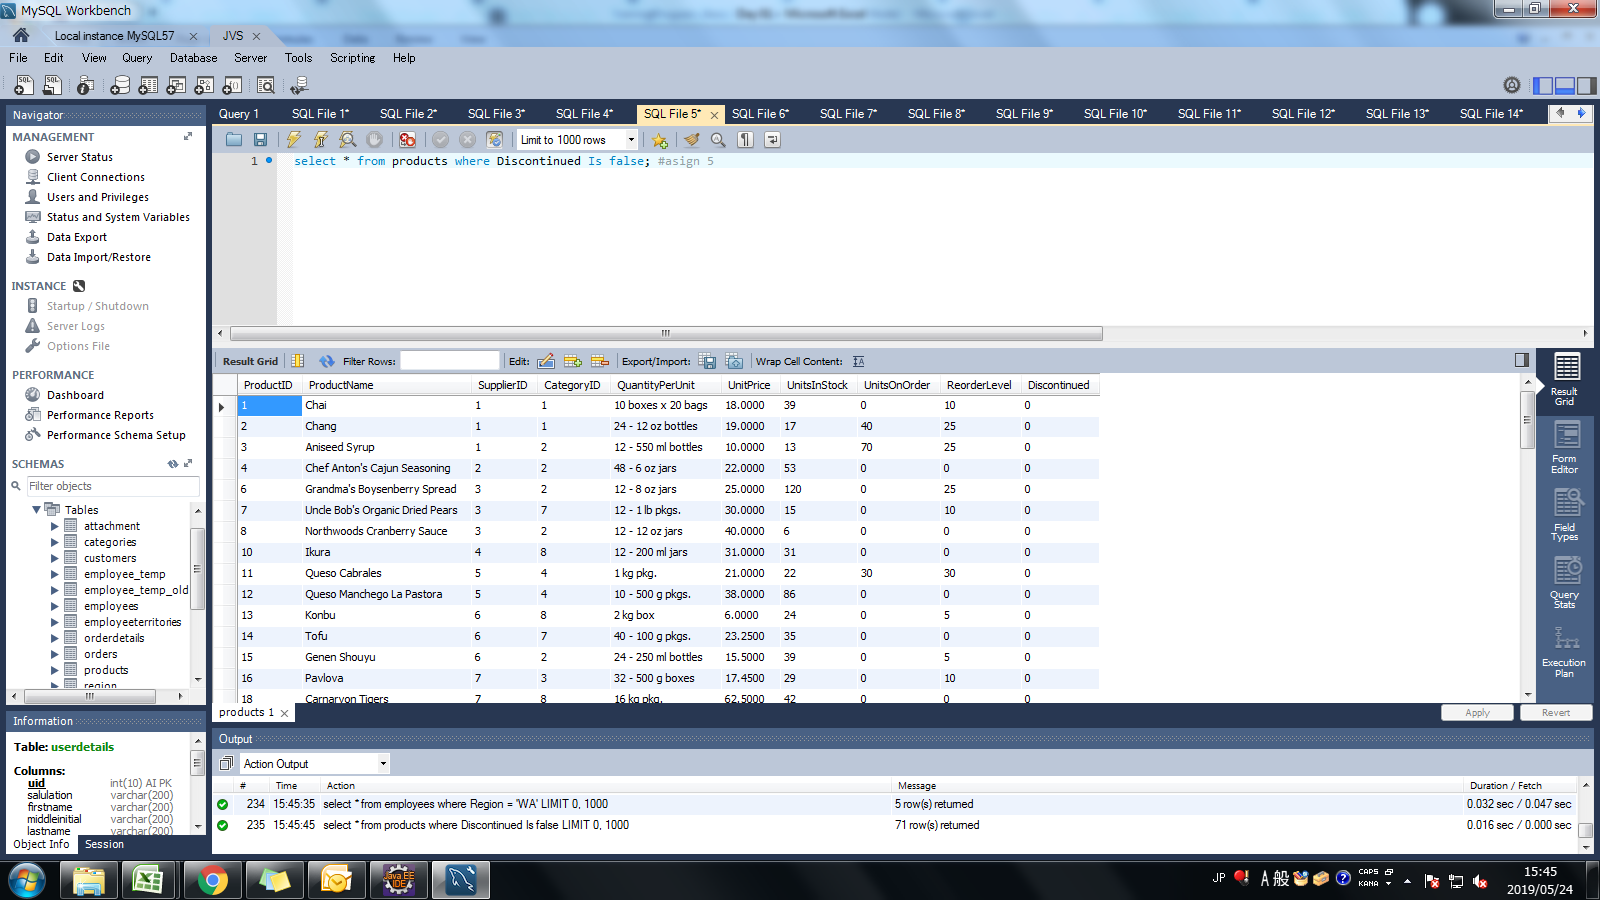 MySQL Workbench
Local instance MySQL57 JVS
File Edit View Query Database Server Tools Scripting Help
Navigator
MANAGEMENT
Server Status
Client Connections
Users and Privileges
Status and System Variables
Data Export
Data Import/Restore
INSTANCE
Startup / Shutdown
Server Logs
Options File
PERFORMANCE
Dashboard
Performance Reports
Performance Schema Setup
SCHEMAS
Filter objects
Tables
attachment
categories
customers
employee_temp
employee_temp_old
employees
employeeterritories
orderdetails
orders
products
region
Information
Table: userdetails
Columns:
uid int(10) AI PK
salulation varchar(200)
firstname varchar(200)
middleinitial varchar(200)
lastname varchar(200)
Object Info Session
Query 1 SQL File 1* SQL File 2* SQL File 3* SQL File 4* SQL File 5* SQL File 6* SQL File 7* SQL File 8* SQL File 9* SQL File 10* SQL File 11* SQL File 12* SQL File 13* SQL File 14*
Limit to 1000 rows
1 select * from products where Discontinued Is false; #asign 5
Result Grid Filter Rows: Edit: Export/Import: Wrap Cell Content:
ProductID ProductName SupplierID CategoryID QuantityPerUnit UnitPrice UnitsInStock UnitsOnOrder ReorderLevel Discontinued
1 Chai 1 1 10 boxes x 20 bags 18.0000 39 0 10 0
2 Chang 1 1 24 - 12 oz bottles 19.0000 17 40 25 0
3 Aniseed Syrup 1 2 12 - 550 ml bottles 10.0000 13 70 25 0
4 Chef Anton's Cajun Seasoning 2 2 48 - 6 oz jars 22.0000 53 0 0 0
6 Grandma's Boysenberry Spread 3 2 12 - 8 oz jars 25.0000 120 0 25 0
7 Uncle Bob's Organic Dried Pears 3 7 12 - 1 lb pkgs. 30.0000 15 0 10 0
8 Northwoods Cranberry Sauce 3 2 12 - 12 oz jars 40.0000 6 0 0 0
10 Ikura 4 8 12 - 200 ml jars 31.0000 31 0 0 0
11 Queso Cabrales 5 4 1 kg pkg. 21.0000 22 30 30 0
12 Queso Manchego La Pastora 5 4 10 - 500 g pkgs. 38.0000 86 0 0 0
13 Konbu 6 8 2 kg box 6.0000 24 0 5 0
14 Tofu 6 7 40 - 100 g pkgs. 23.2500 35 0 0 0
15 Genen Shouyu 6 2 24 - 250 ml bottles 15.5000 39 0 5 0
16 Pavlova 7 3 32 - 500 g boxes 17.4500 29 0 10 0
18 Carnarvon Tigers 7 8 16 kg pkg. 62.5000 42 0 0 0
Result
Grid
Form
Editor
Field
Types
Query
Stats
Execution
Plan
products 1 Apply Revert
Output
Action Output
# Time Action Message Duration / Fetch
234 15:45:35 select * from employees where Region = 'WA' LIMIT 0, 1000 5 row(s) returned 0.032 sec / 0.047 sec
235 15:45:45 select * from products where Discontinued Is false LIMIT 0, 1000 71 row(s) returned 0.016 sec / 0.000 sec
Java EE
IDE
JP A 般 CAPS
KANA
15:45
2019/05/24